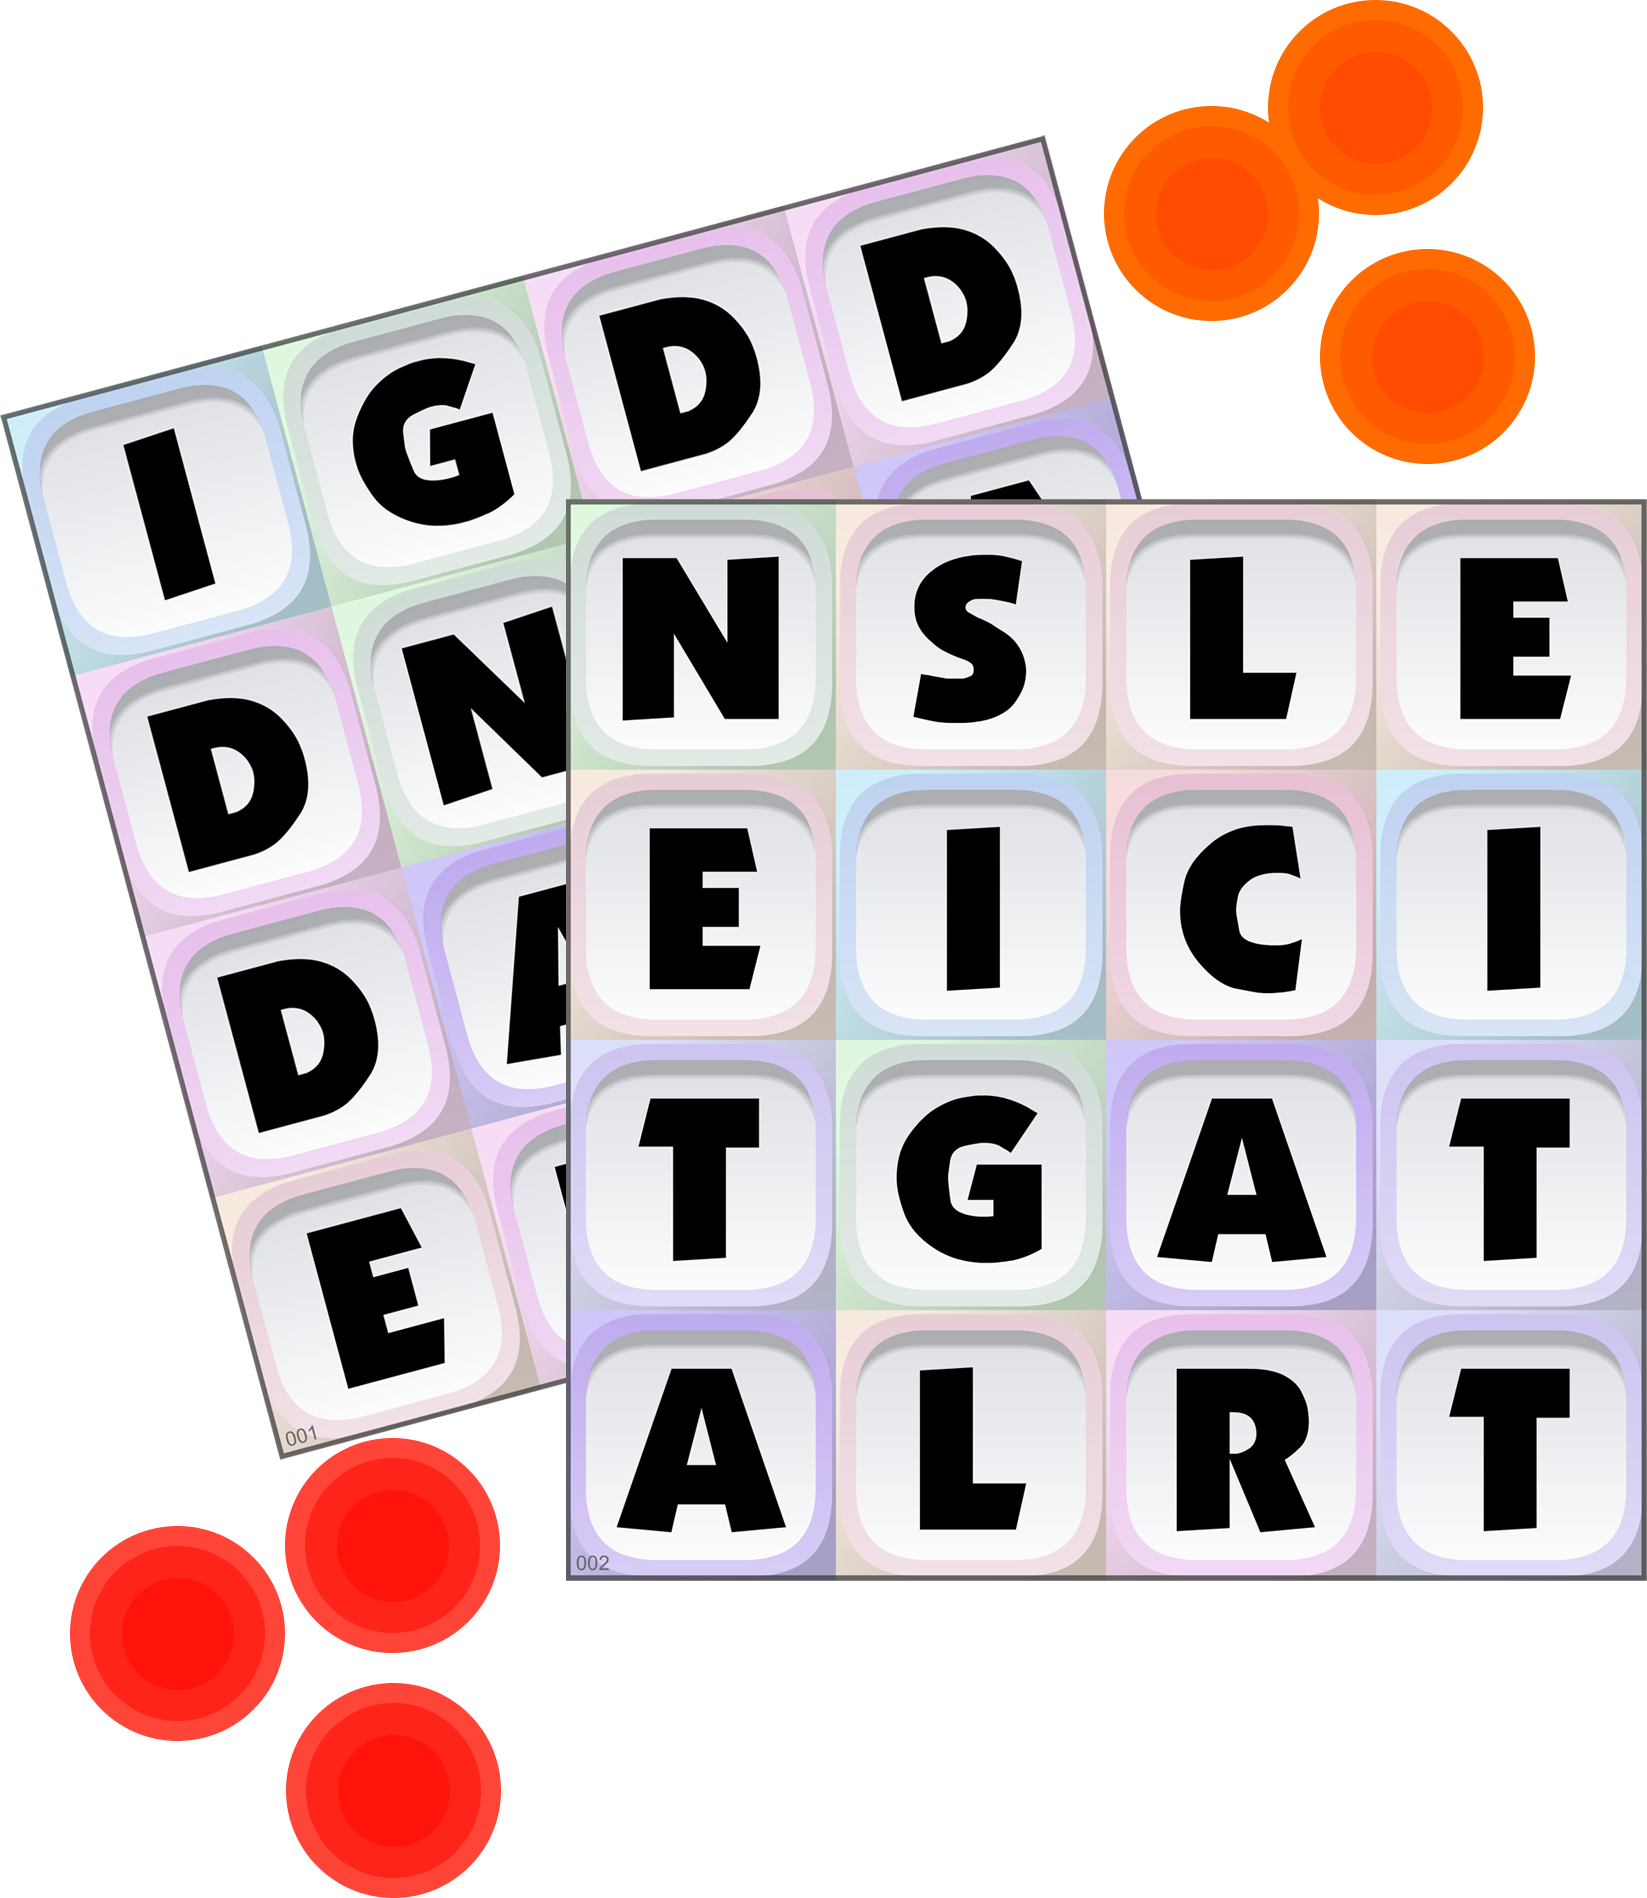 I G D D
D N
D A
E
001
N S L E
E I C I
T G A T
A L R T
002